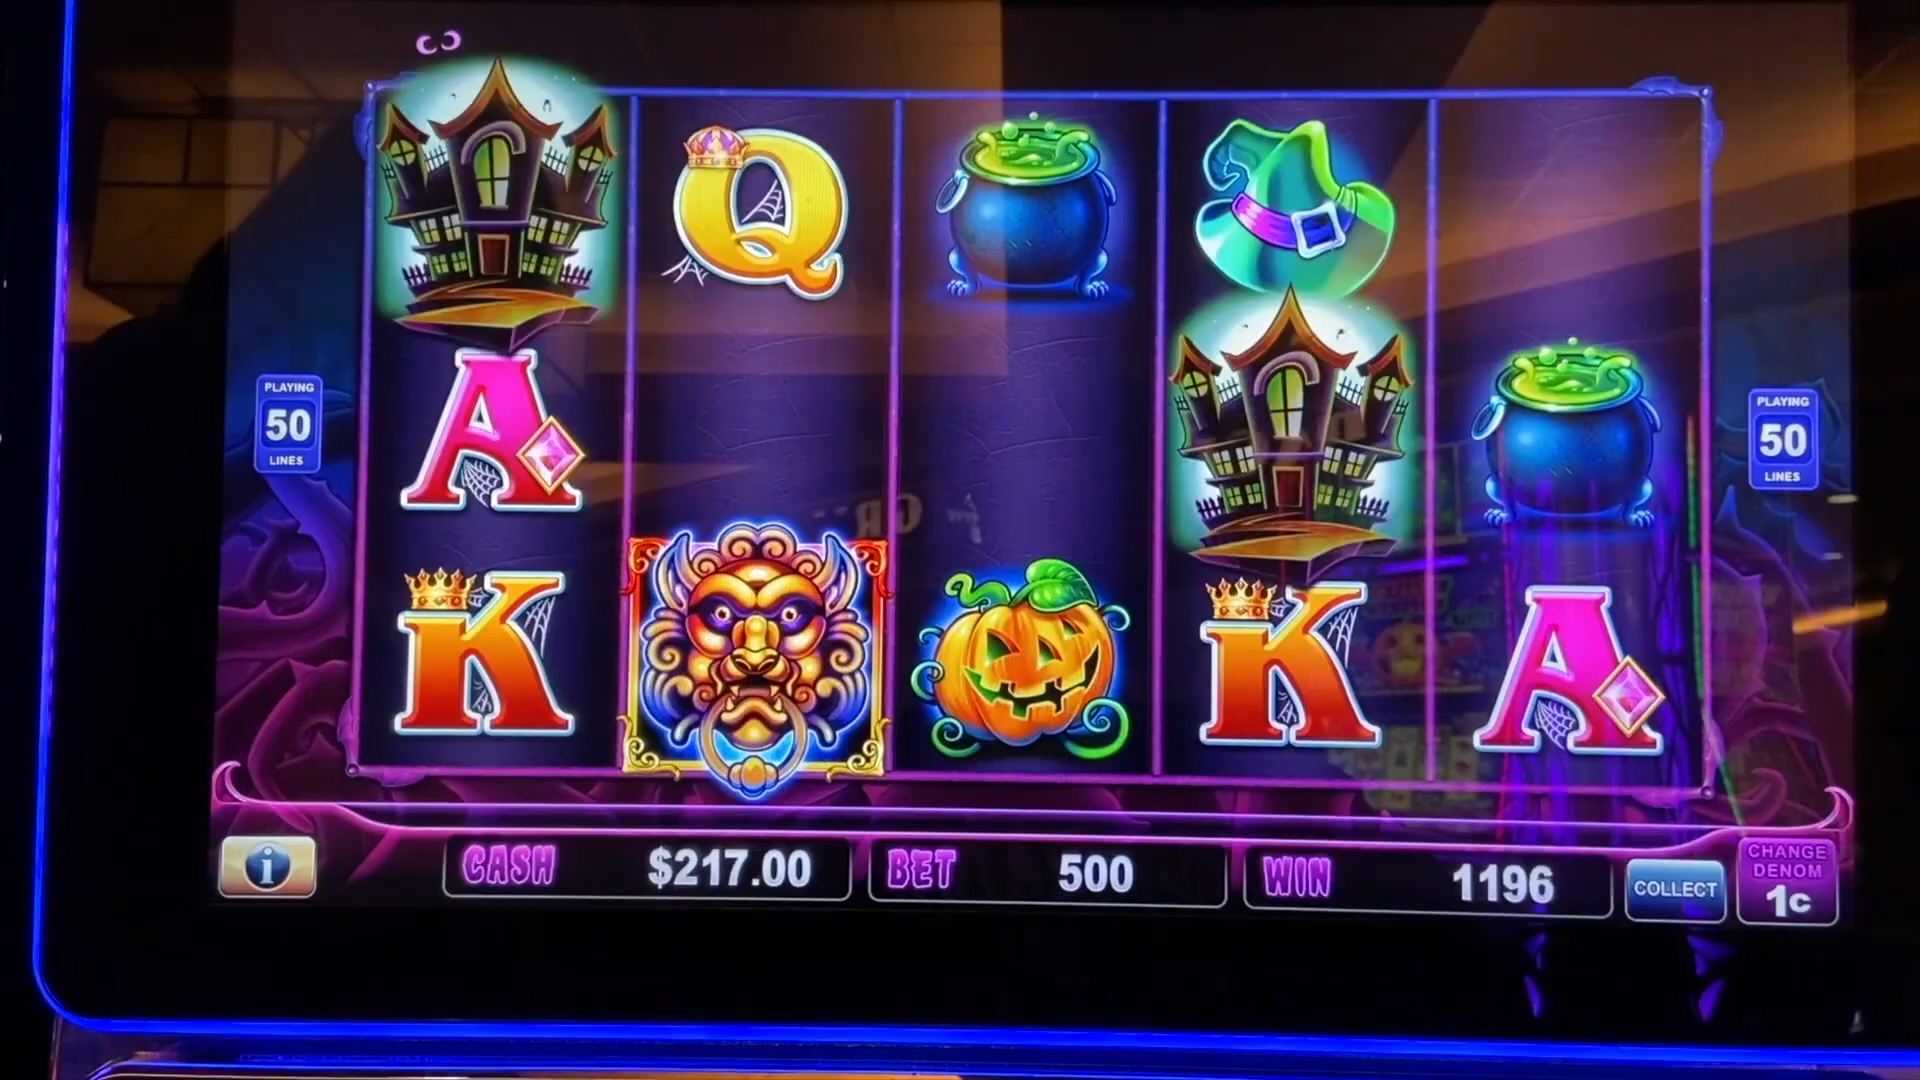 Q
A
K
K
A
PLAYING
50
LINES
PLAYING
50
LINES
CASH $217.00
BET 500
WIN 1196
COLLECT
CHANGE
DENOM
1c
i